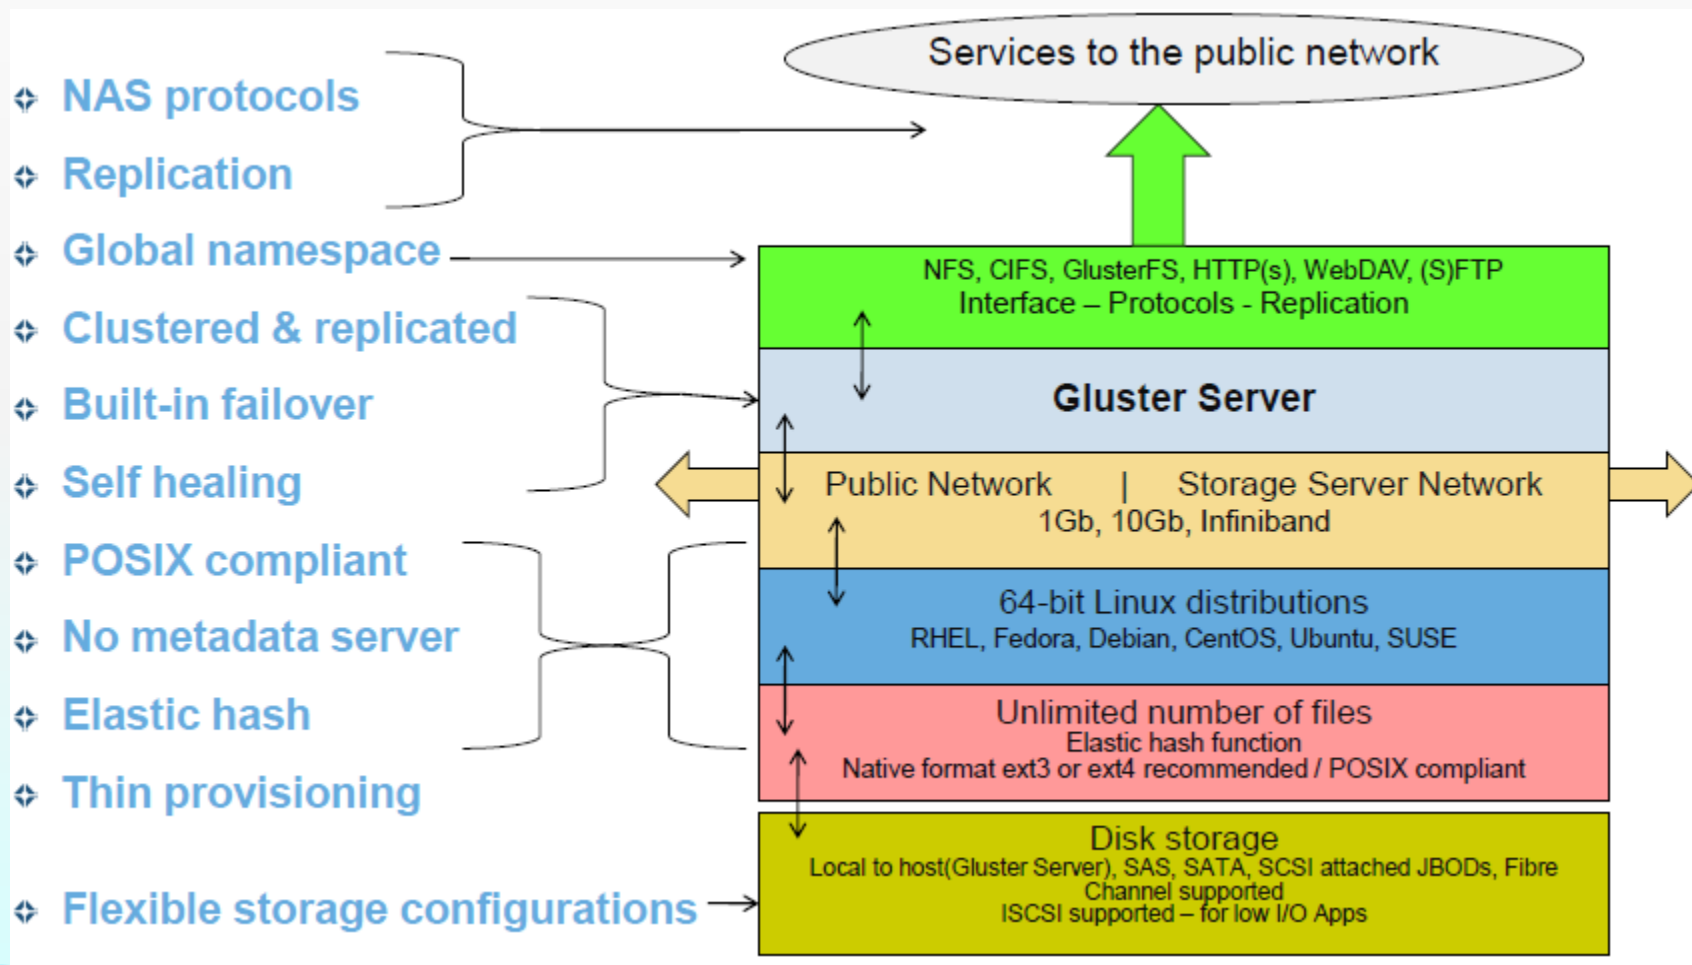 NAS protocols
Replication
Global namespace
Clustered & replicated
Built-in failover
Self healing
POSIX compliant
No metadata server
Elastic hash
Thin provisioning
Flexible storage configurations
Services to the public network
NFS, CIFS, GlusterFS, HTTP(s), WebDAV, (S)FTP
Interface – Protocols - Replication
Gluster Server
Public Network | Storage Server Network
1Gb, 10Gb, Infiniband
64-bit Linux distributions
RHEL, Fedora, Debian, CentOS, Ubuntu, SUSE
Unlimited number of files
Elastic hash function
Native format ext3 or ext4 recommended / POSIX compliant
Disk storage
Local to host(Gluster Server), SAS, SATA, SCSI attached JBODs, Fibre
Channel supported
ISCSI supported – for low I/O Apps